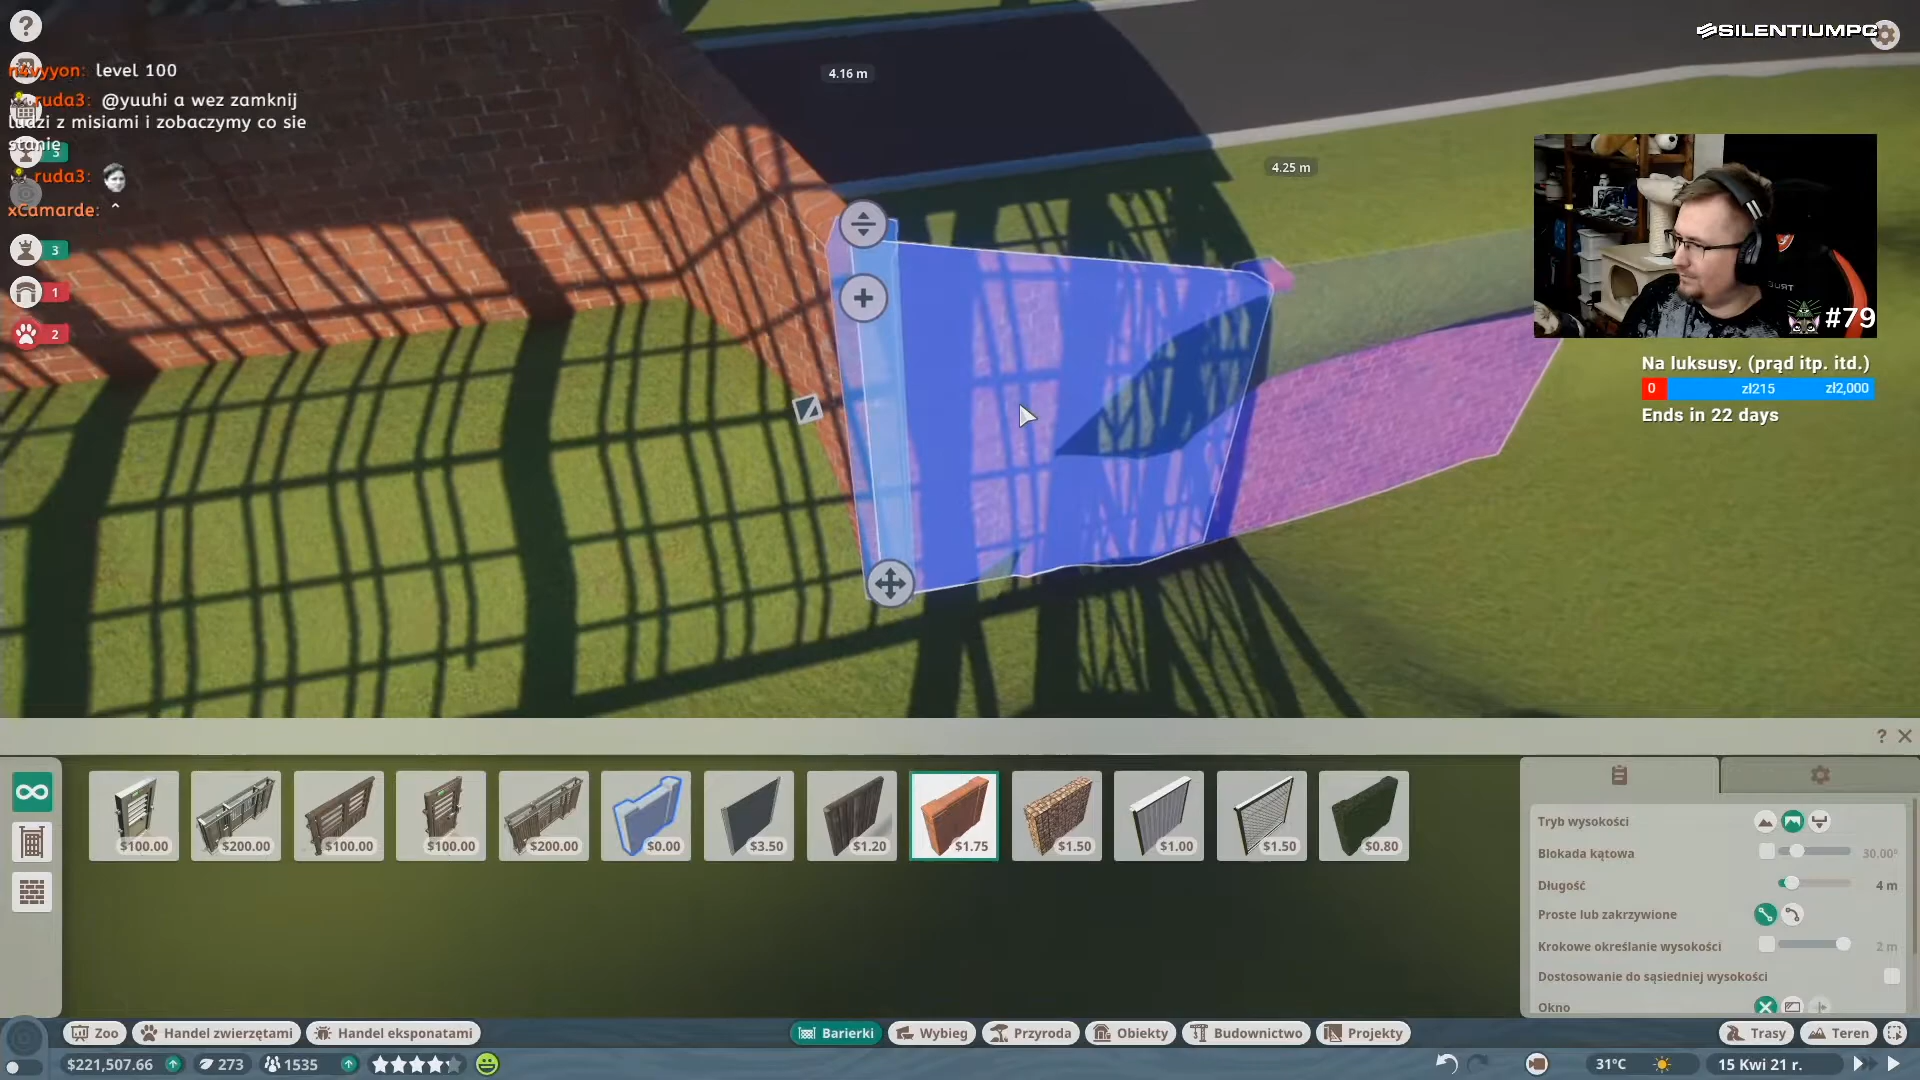 SILENTIUMPC
n4vyyon: level 100
ruda3: @yuuhi a wez zamknij
ludzi z misiami i zobaczymy co sie
stanie
3
ruda3:
xCamarde: ^
3
1
2
4.16 m
4.25 m
TRUE
#79
Na luksusy. (prąd itp. itd.)
0 zł215 zł2,000
Ends in 22 days
$100.00 $200.00 $100.00 $100.00 $200.00 $0.00 $3.50 $1.20 $1.75 $1.50 $1.00 $1.50 $0.80
Tryb wysokości
Blokada kątowa 30.00°
Długość 4 m
Proste lub zakrzywione
Krokowe określanie wysokości 2 m
Dostosowanie do sąsiedniej wysokości
Okno
Zoo Handel zwierzętami Handel eksponatami Barierki Wybieg Przyroda Obiekty Budownictwo Projekty Trasy Teren
$221,507.66 273 1535 31°C 15 Kwi 21 r.